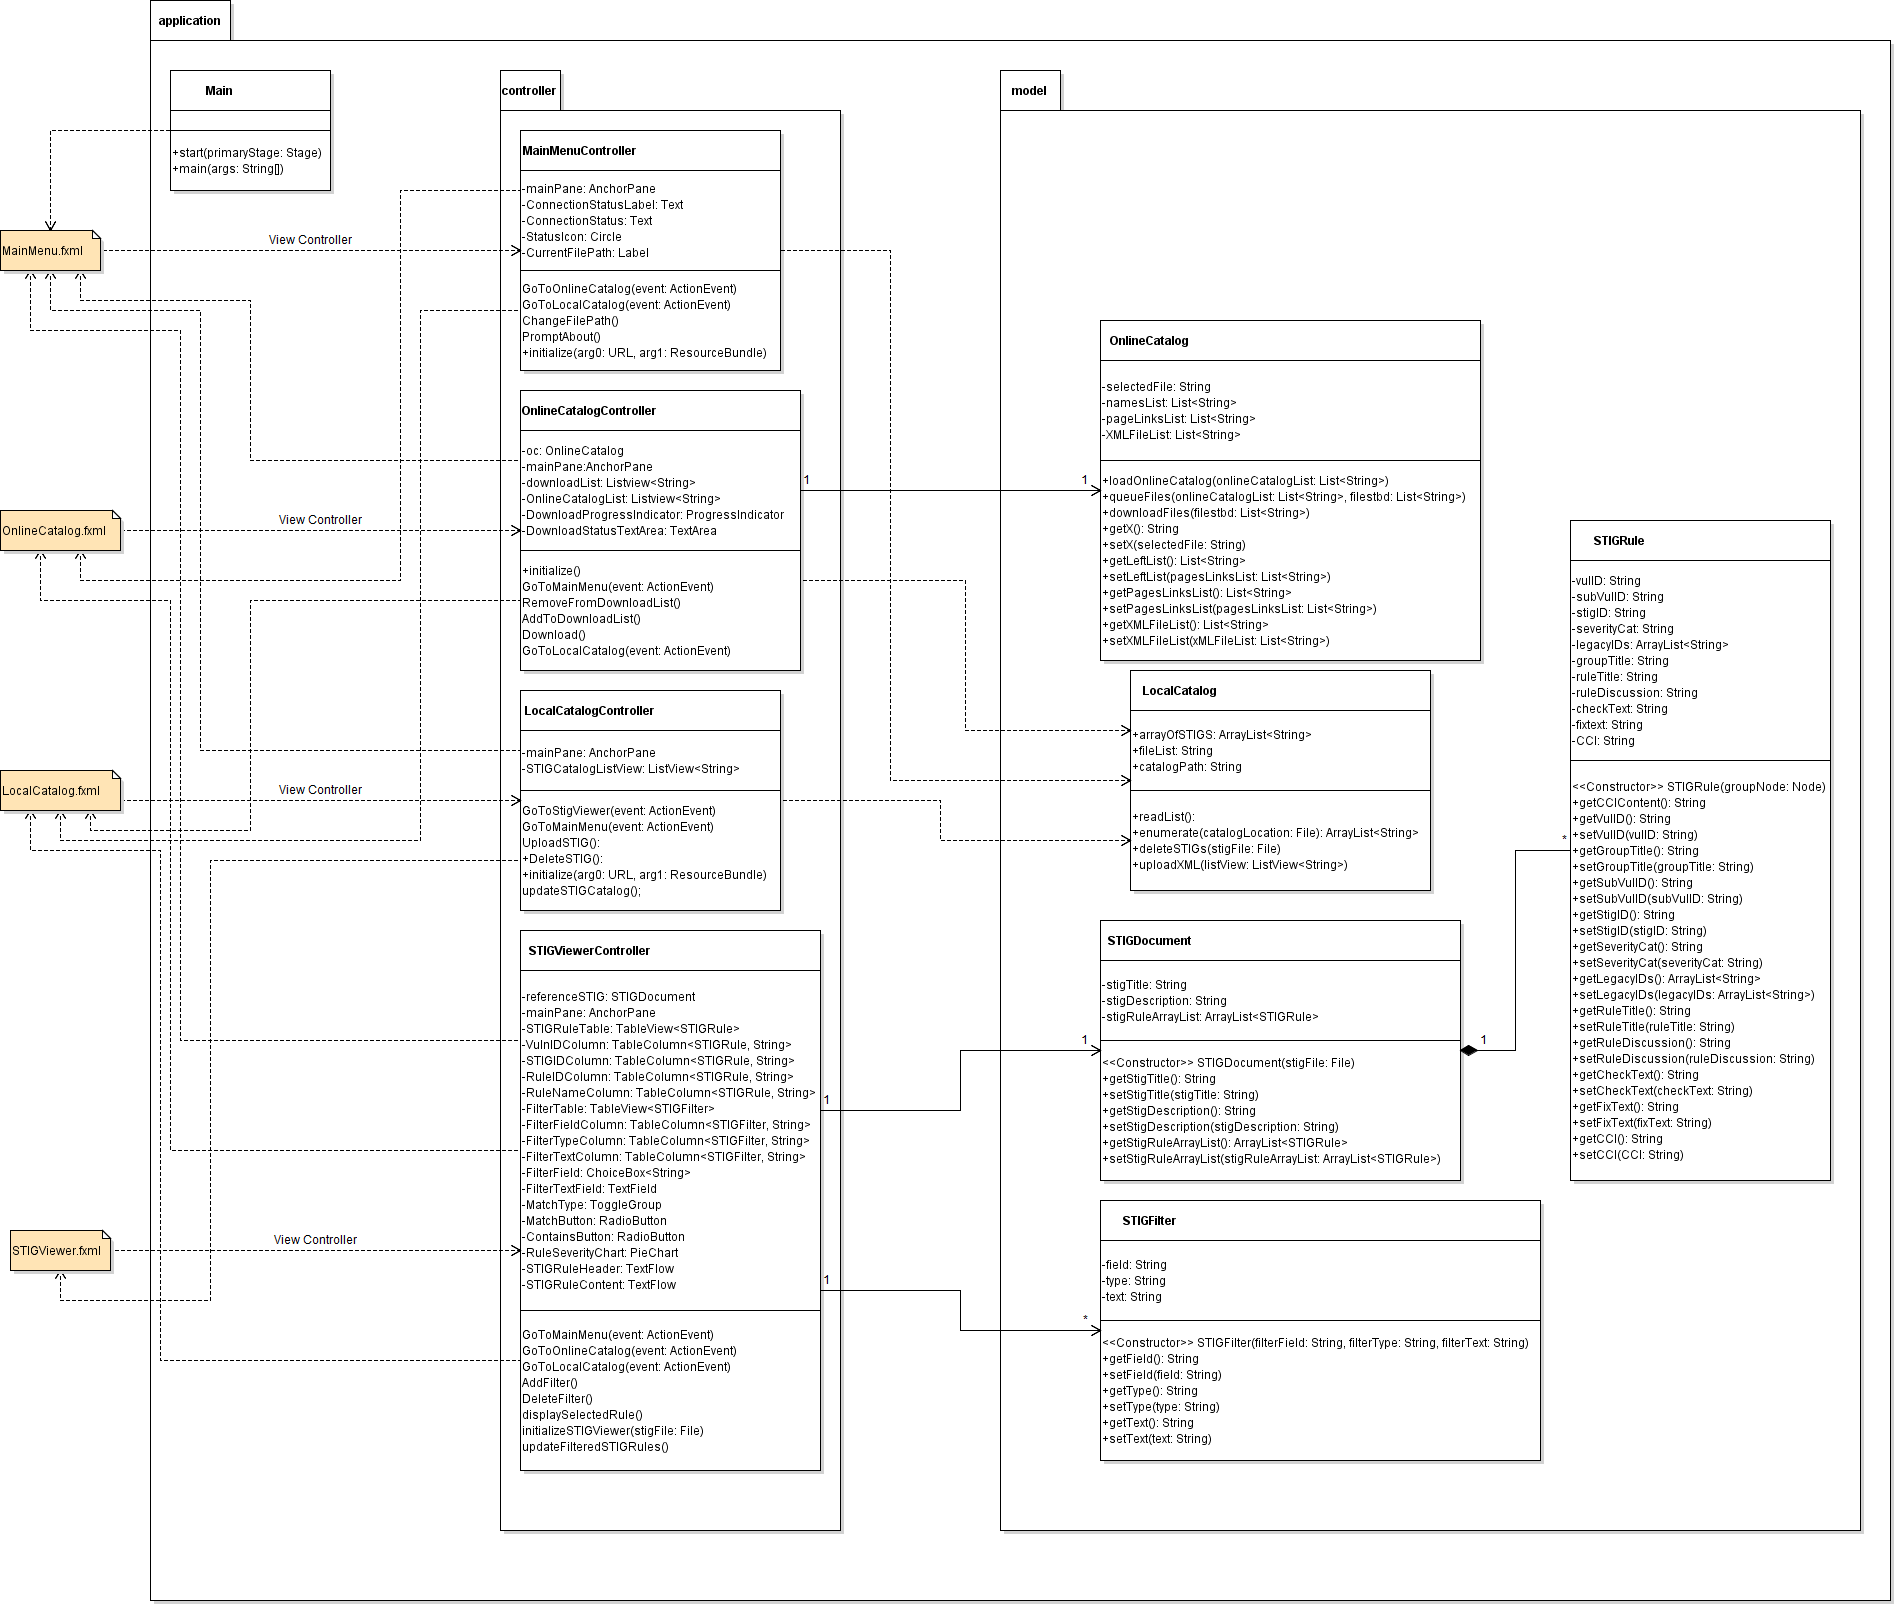 application
Main
+start(primaryStage: Stage)
+main(args: String[])
MainMenu.fxml
View Controller
OnlineCatalog.fxml
View Controller
LocalCatalog.fxml
View Controller
STIGViewer.fxml
View Controller
controller
MainMenuController
-mainPane: AnchorPane
-ConnectionStatusLabel: Text
-ConnectionStatus: Text
-StatusIcon: Circle
-CurrentFilePath: Label
GoToOnlineCatalog(event: ActionEvent)
GoToLocalCatalog(event: ActionEvent)
ChangeFilePath()
PromptAbout()
+initialize(arg0: URL, arg1: ResourceBundle)
OnlineCatalogController
-oc: OnlineCatalog
-mainPane:AnchorPane
-downloadList: Listview<String>
-OnlineCatalogList: Listview<String>
-DownloadProgressIndicator: ProgressIndicator
-DownloadStatusTextArea: TextArea
+initialize()
GoToMainMenu(event: ActionEvent)
RemoveFromDownloadList()
AddToDownloadList()
Download()
GoToLocalCatalog(event: ActionEvent)
1
1
LocalCatalogController
-mainPane: AnchorPane
-STIGCatalogListView: ListView<String>
GoToStigViewer(event: ActionEvent)
GoToMainMenu(event: ActionEvent)
UploadSTIG():
+DeleteSTIG():
+initialize(arg0: URL, arg1: ResourceBundle)
updateSTIGCatalog();
STIGViewerController
-referenceSTIG: STIGDocument
-mainPane: AnchorPane
-STIGRuleTable: TableView<STIGRule>
-VulnIDColumn: TableColumn<STIGRule, String>
-STIGIDColumn: TableColumn<STIGRule, String>
-RuleIDColumn: TableColumn<STIGRule, String>
-RuleNameColumn: TableColumn<STIGRule, String>
-FilterTable: TableView<STIGFilter>
-FilterFieldColumn: TableColumn<STIGFilter, String>
-FilterTypeColumn: TableColumn<STIGFilter, String>
-FilterTextColumn: TableColumn<STIGFilter, String>
-FilterField: ChoiceBox<String>
-FilterTextField: TextField
-MatchType: ToggleGroup
-MatchButton: RadioButton
-ContainsButton: RadioButton
-RuleSeverityChart: PieChart
-STIGRuleHeader: TextFlow
-STIGRuleContent: TextFlow
GoToMainMenu(event: ActionEvent)
GoToOnlineCatalog(event: ActionEvent)
GoToLocalCatalog(event: ActionEvent)
AddFilter()
DeleteFilter()
displaySelectedRule()
initializeSTIGViewer(stigFile: File)
updateFilteredSTIGRules()
1
1
1
*
model
OnlineCatalog
-selectedFile: String
-namesList: List<String>
-pageLinksList: List<String>
-XMLFileList: List<String>
+loadOnlineCatalog(onlineCatalogList: List<String>)
+queueFiles(onlineCatalogList: List<String>, filestbd: List<String>)
+downloadFiles(filestbd: List<String>)
+getX(): String
+setX(selectedFile: String)
+getLeftList(): List<String>
+setLeftList(pagesLinksList: List<String>)
+getPagesLinksList(): List<String>
+setPagesLinksList(pagesLinksList: List<String>)
+getXMLFileList(): List<String>
+setXMLFileList(xMLFileList: List<String>)
LocalCatalog
+arrayOfSTIGS: ArrayList<String>
+fileList: String
+catalogPath: String
+readList():
+enumerate(catalogLocation: File): ArrayList<String>
+deleteSTIGs(stigFile: File)
+uploadXML(listView: ListView<String>)
STIGDocument
-stigTitle: String
-stigDescription: String
-stigRuleArrayList: ArrayList<STIGRule>
<<Constructor>> STIGDocument(stigFile: File)
+getStigTitle(): String
+setStigTitle(stigTitle: String)
+getStigDescription(): String
+setStigDescription(stigDescription: String)
+getStigRuleArrayList(): ArrayList<STIGRule>
+setStigRuleArrayList(stigRuleArrayList: ArrayList<STIGRule>)
1
*
STIGFilter
-field: String
-type: String
-text: String
<<Constructor>> STIGFilter(filterField: String, filterType: String, filterText: String)
+getField(): String
+setField(field: String)
+getType(): String
+setType(type: String)
+getText(): String
+setText(text: String)
STIGRule
-vulID: String
-subVulID: String
-stigID: String
-severityCat: String
-legacyIDs: ArrayList<String>
-groupTitle: String
-ruleTitle: String
-ruleDiscussion: String
-checkText: String
-fixtext: String
-CCI: String
<<Constructor>> STIGRule(groupNode: Node)
+getCCIContent(): String
+getVulID(): String
+setVulID(vulID: String)
+getGroupTitle(): String
+setGroupTitle(groupTitle: String)
+getSubVulID(): String
+setSubVulID(subVulID: String)
+getStigID(): String
+setStigID(stigID: String)
+getSeverityCat(): String
+setSeverityCat(severityCat: String)
+getLegacyIDs(): ArrayList<String>
+setLegacyIDs(legacyIDs: ArrayList<String>)
+getRuleTitle(): String
+setRuleTitle(ruleTitle: String)
+getRuleDiscussion(): String
+setRuleDiscussion(ruleDiscussion: String)
+getCheckText(): String
+setCheckText(checkText: String)
+getFixText(): String
+setFixText(fixText: String)
+getCCI(): String
+setCCI(CCI: String)